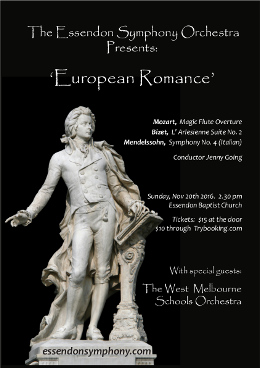 The Essendon Symphony Orchestra
Presents:
'European Romance'
Mozart, Magic Flute Overture
Bizet, L' Arlesienne Suite No. 2
Mendelssohn, Symphony No. 4 (Italian)
Conductor Jenny Going
Sunday, Nov 20th 2016. 2.30 pm
Essendon Baptist Church
Tickets: $15 at the door
$10 through Trybooking.com
With special guests:
The West Melbourne
Schools Orchestra
essendonsymphony.com